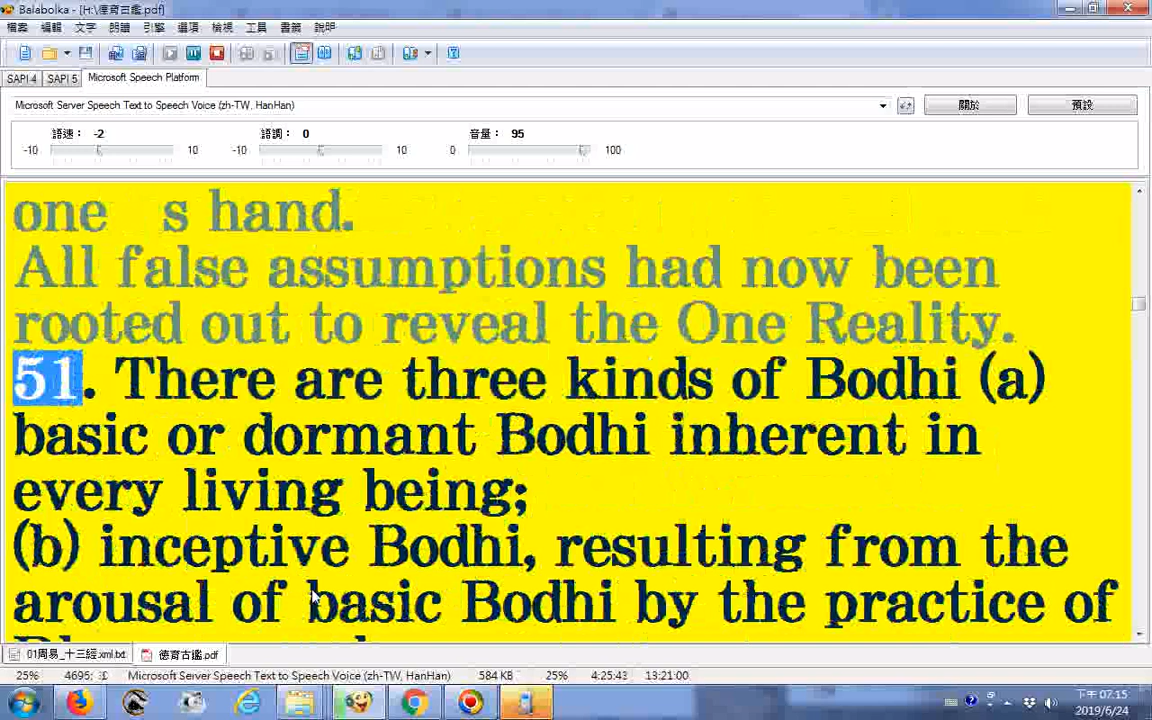 Balabolka - [H:\德育古鑑.pdf]
檔案 編輯 文字 朗讀 引擎 選項 檢視 工具 書籤 說明
SAPI 4 SAPI 5 Microsoft Speech Platform
Microsoft Server Speech Text to Speech Voice (zh-TW, HanHan) 關於 預設
語速： -2 語調： 0 音量： 95
-10 10 -10 10 0 100
one s hand.
All false assumptions had now been
rooted out to reveal the One Reality.
51. There are three kinds of Bodhi (a)
basic or dormant Bodhi inherent in
every living being;
(b) inceptive Bodhi, resulting from the
arousal of basic Bodhi by the practice of
01周易_十三經.xml.txt 德育古鑑.pdf
25% Microsoft Server Speech Text to Speech Voice (zh-TW, HanHan) 584 KB 25% 4:25:43 13:21:00
下午 07:15
2019/6/24